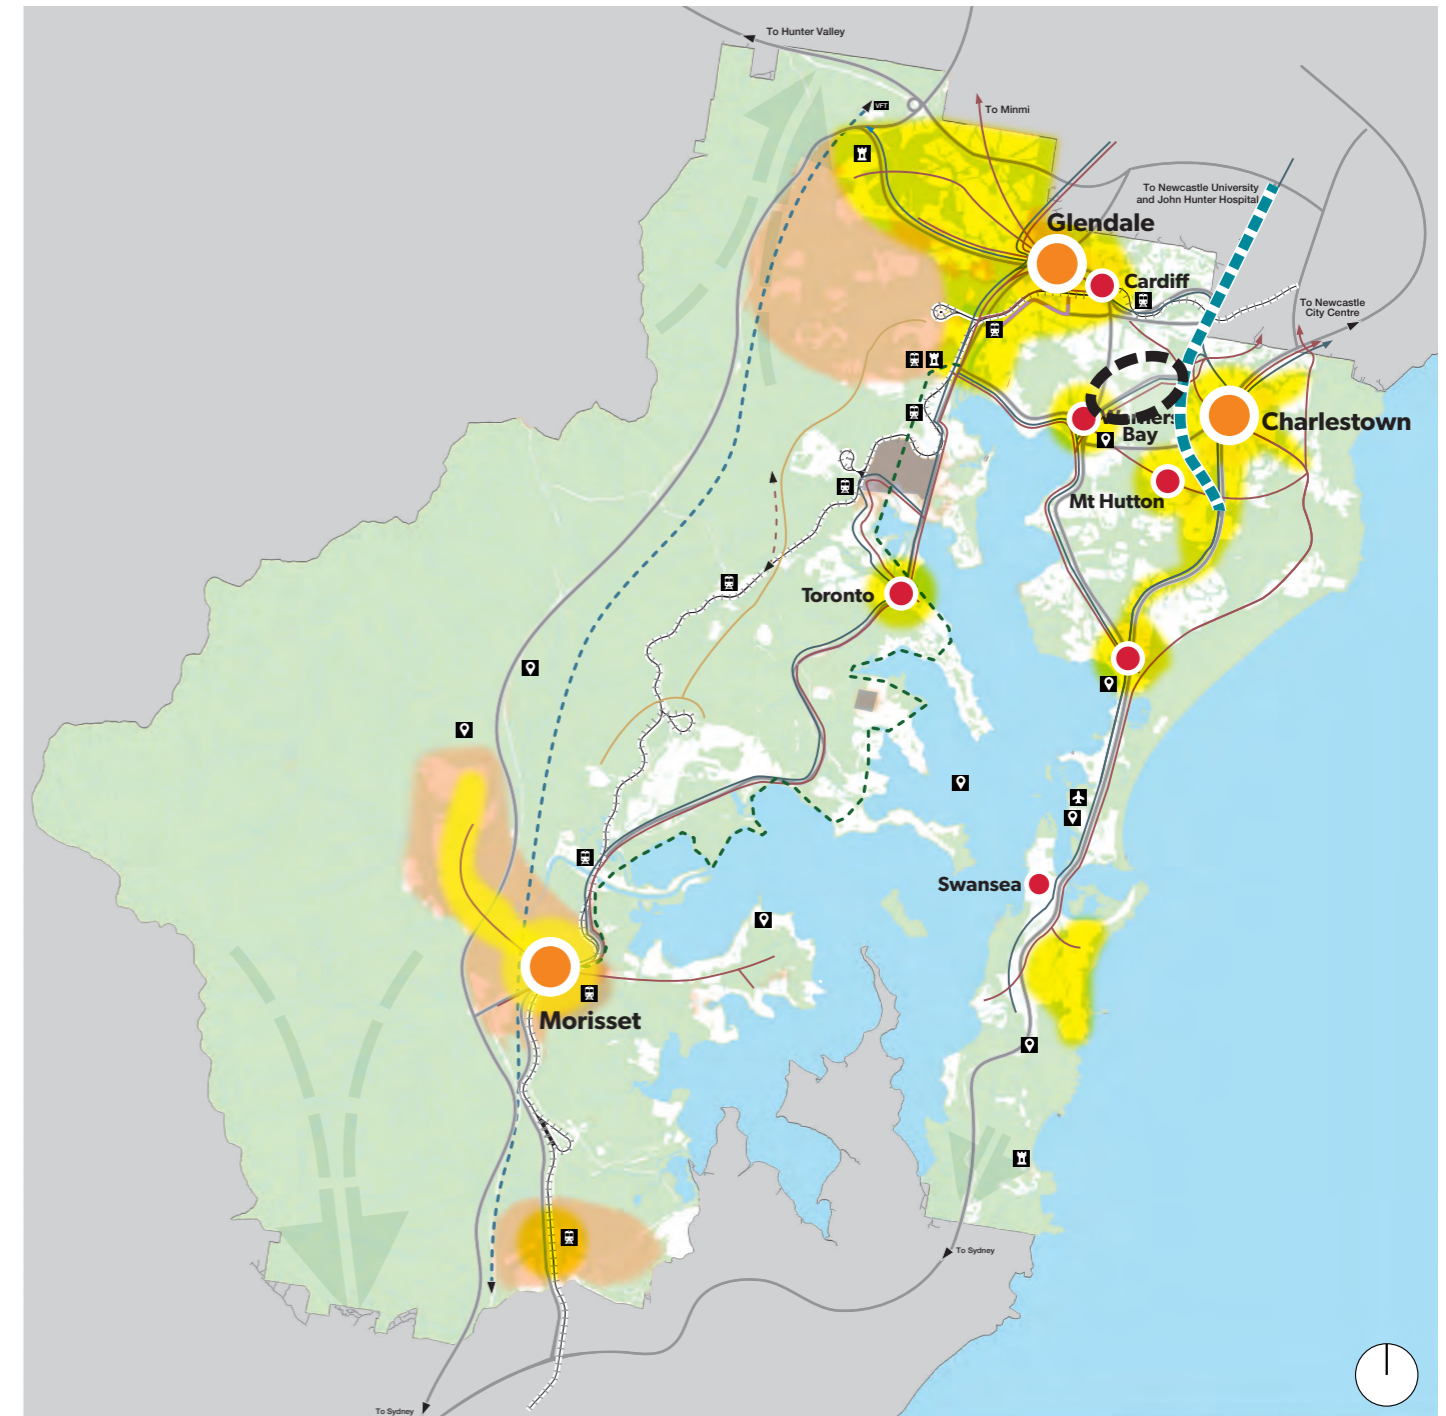 To Hunter Valley
VFT
To Minmi
To Newcastle University
and John Hunter Hospital
Glendale
Cardiff
To Newcastle
City Centre
Charlestown
Bay
Mt Hutton
Toronto
Swansea
Morisset
To Sydney
To Sydney